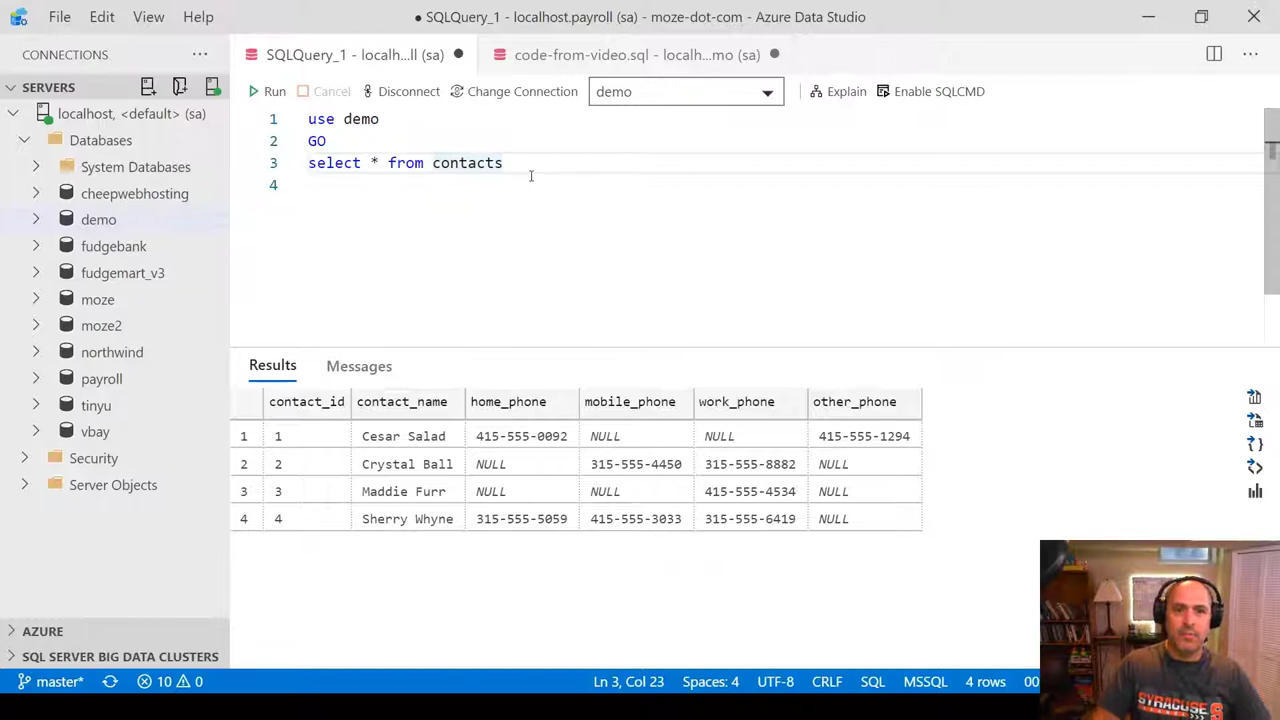 File Edit View Help
● SQLQuery_1 - localhost.payroll (sa) - moze-dot-com - Azure Data Studio
CONNECTIONS
SQLQuery_1 - localh...ll (sa)
code-from-video.sql - localh...mo (sa)
SERVERS
Run Cancel Disconnect Change Connection demo Explain Enable SQLCMD
localhost, <default> (sa)
Databases
System Databases
cheepwebhosting
demo
fudgebank
fudgemart_v3
moze
moze2
northwind
payroll
tinyu
vbay
Security
Server Objects
AZURE
SQL SERVER BIG DATA CLUSTERS
1 use demo
2 GO
3 select * from contacts
4
Results Messages
contact_id contact_name home_phone mobile_phone work_phone other_phone
1 1 Cesar Salad 415-555-0092 NULL NULL 415-555-1294
2 2 Crystal Ball NULL 315-555-4450 315-555-8882 NULL
3 3 Maddie Furr NULL NULL 415-555-4534 NULL
4 4 Sherry Whyne 315-555-5059 415-555-3033 315-555-6419 NULL
master* 10 0 Ln 3, Col 23 Spaces: 4 UTF-8 CRLF SQL MSSQL 4 rows 00
SYRACUSE